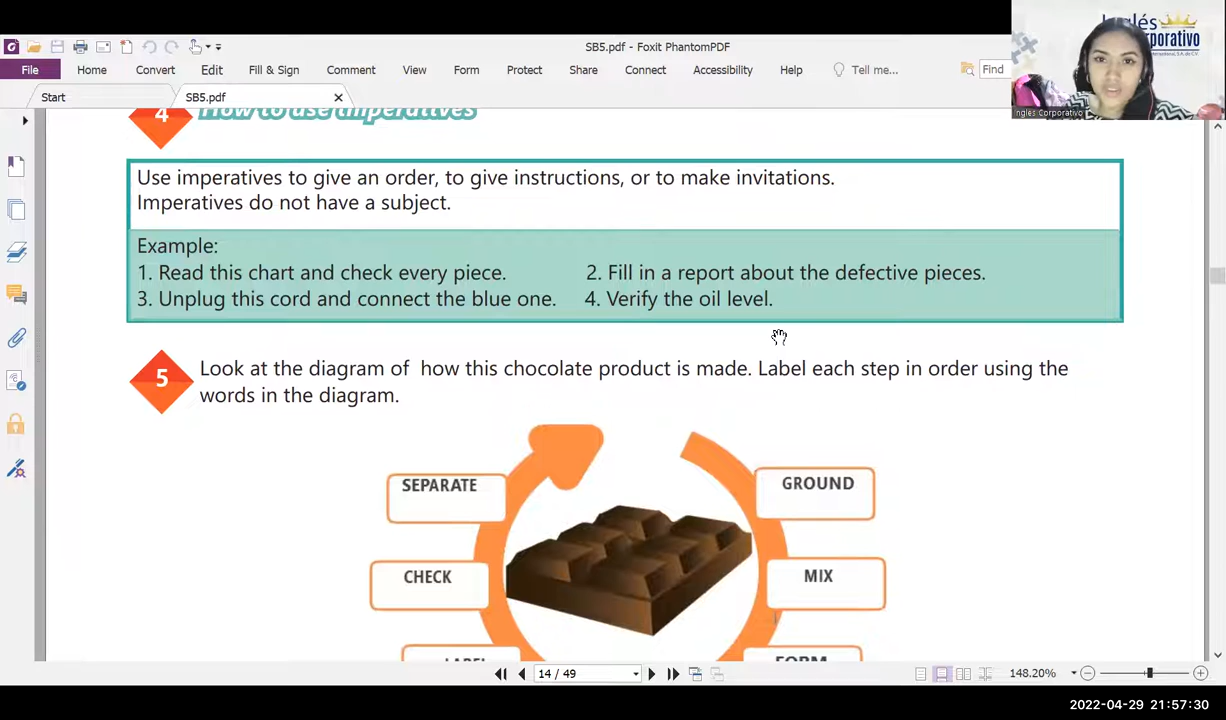 SB5.pdf - Foxit PhantomPDF
File Home Convert Edit Fill & Sign Comment View Form Protect Share Connect Accessibility Help Tell me... Find
Start SB5.pdf
Inglés
nglés Corporativo
4 How to use imperatives
Use imperatives to give an order, to give instructions, or to make invitations.
Imperatives do not have a subject.
Example:
1. Read this chart and check every piece. 2. Fill in a report about the defective pieces.
3. Unplug this cord and connect the blue one. 4. Verify the oil level.
5 Look at the diagram of how this chocolate product is made. Label each step in order using the
words in the diagram.
SEPARATE GROUND
CHECK MIX
LABEL FORM
14 / 49 148.20%
2022-04-29 21:57:30